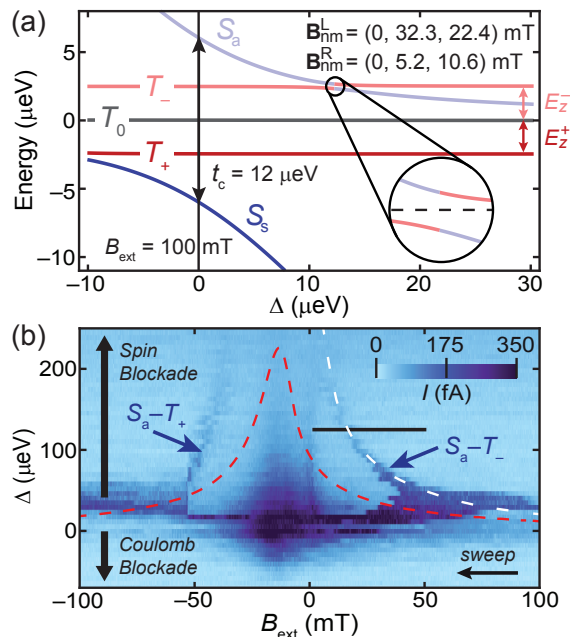 (a)
B_nm^L = (0, 32.3, 22.4) mT
B_nm^R = (0, 5.2, 10.6) mT
S_a
T_−
E_z^−
T_0
T_+
E_z^+
t_c = 12 μeV
S_s
B_ext = 100 mT
Energy (μeV)
5
0
−5
−10
−10 0 10 20 30
Δ (μeV)
(b)
Spin
Blockade
0 175 350
I (fA)
S_a–T_+
S_a–T_−
Δ (μeV)
200
100
0
Coulomb
Blockade
sweep
−100 −50 0 50 100
B_ext (mT)